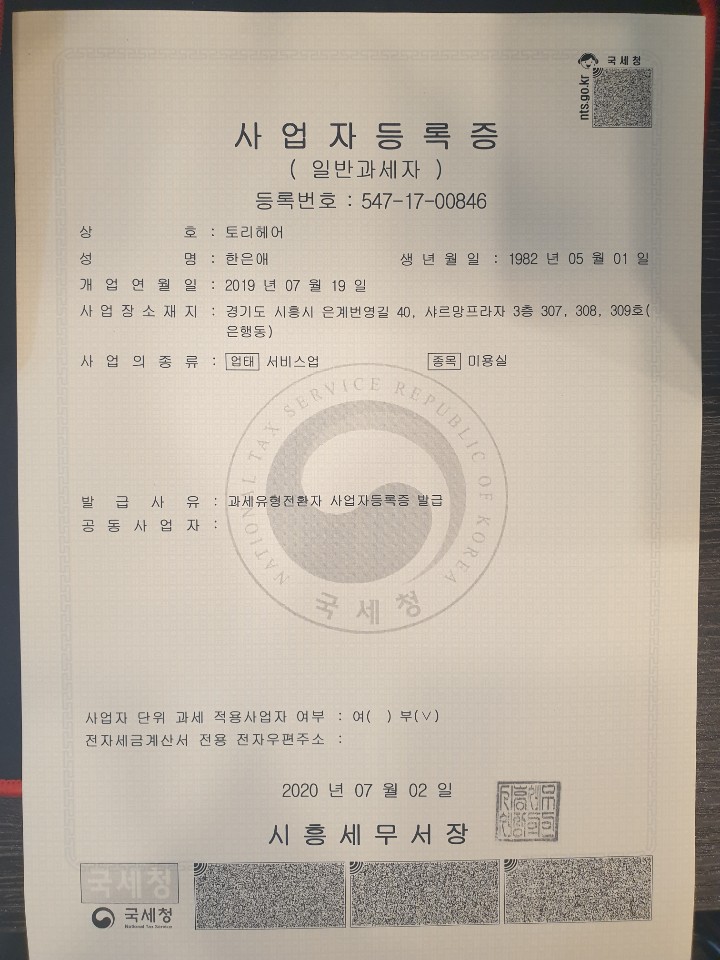 국세청
nts.go.kr
사업자등록증
( 일반과세자 )
등록번호 : 547-17-00846
상 호 : 토리헤어
성 명 : 한은애 생 년 월 일 : 1982 년 05 월 01 일
개 업 연 월 일 : 2019 년 07 월 19 일
사 업 장 소 재 지 : 경기도 시흥시 은계번영길 40, 샤르망프라자 3층 307, 308, 309호(
은행동)
사 업 의 종 류 : 업태 서비스업 종목 미용실
NATIONAL TAX SERVICE REPUBLIC OF KOREA
발 급 사 유 : 과세유형전환자 사업자등록증 발급
공 동 사 업 자 :
국세청
사업자 단위 과세 적용사업자 여부 : 여( ) 부(∨)
전자세금계산서 전용 전자우편주소 :
2020 년 07 월 02 일
시흥세무서장
국세청
국세청
National Tax Service